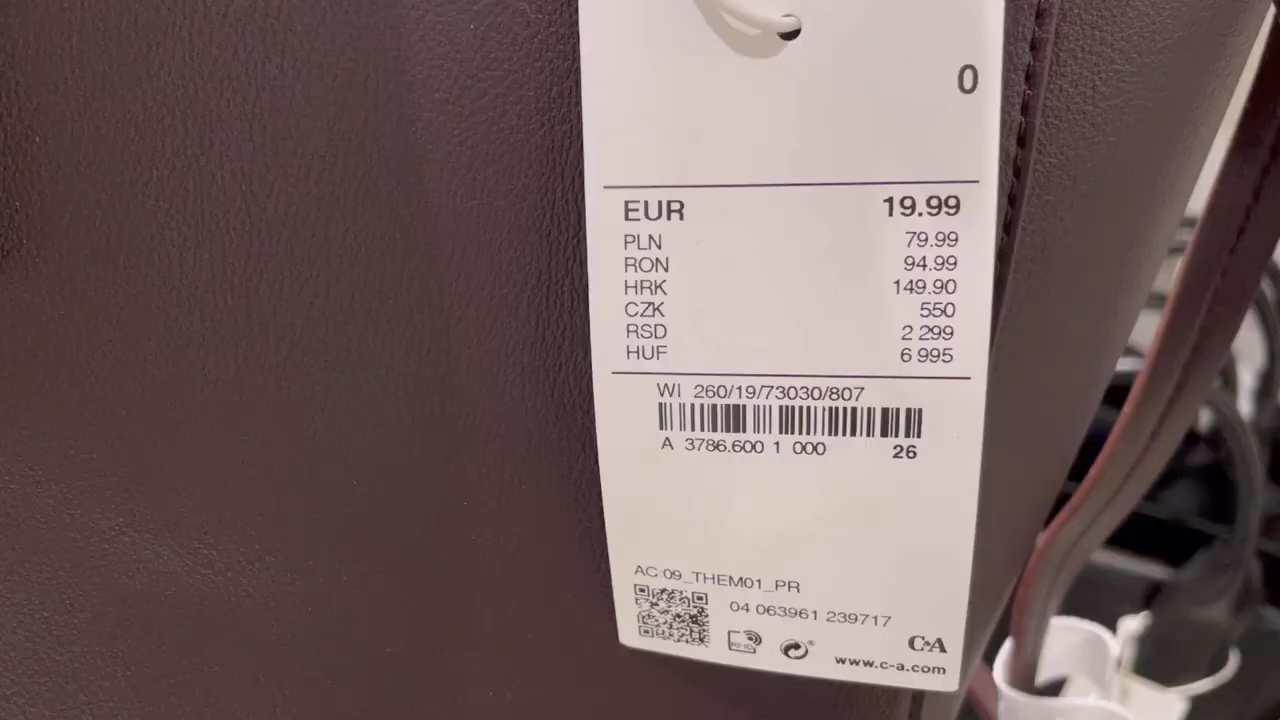 0
EUR 19.99
PLN 79.99
RON 94.99
HRK 149.90
CZK 550
RSD 2 299
HUF 6 995
WI 260/19/73030/807
A 3786.600 1 000 26
AC 09_THEM01_PR
04 063961 239717
RFID
C&A
www.c-a.com